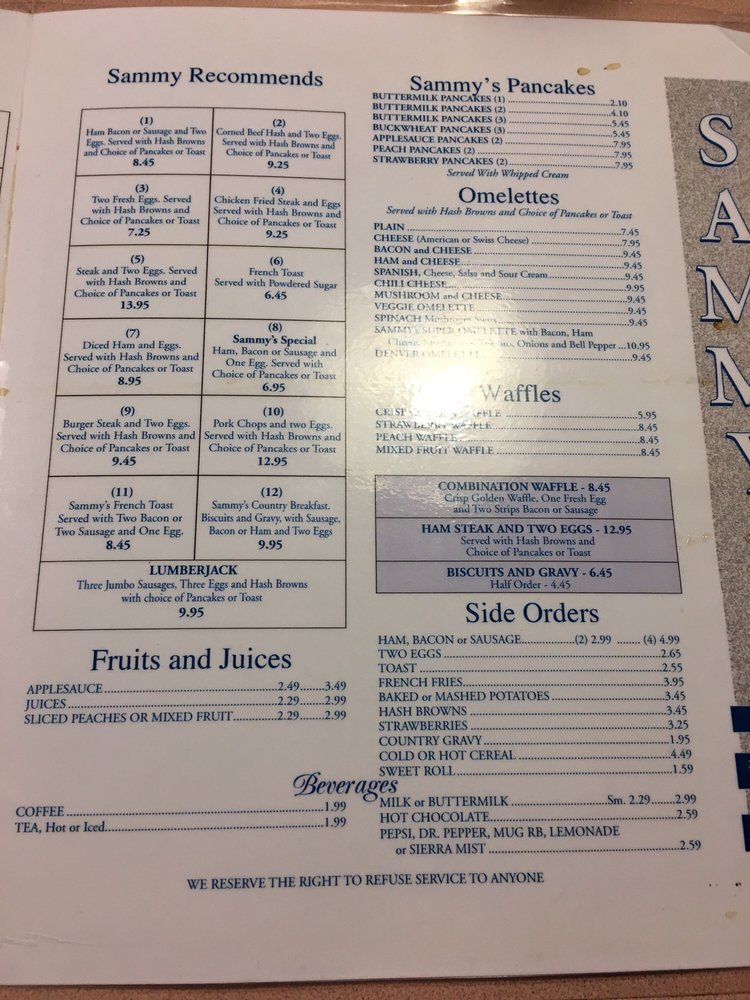 Sammy Recommends
(1)
Ham Bacon or Sausage and Two
Eggs. Served with Hash Browns
and Choice of Pancakes or Toast
8.45
(2)
Corned Beef Hash and Two Eggs.
Served with Hash Browns and
Choice of Pancakes or Toast
9.25
(3)
Two Fresh Eggs. Served
with Hash Browns and
Choice of Pancakes or Toast
7.25
(4)
Chicken Fried Steak and Eggs
Served with Hash Browns and
Choice of Pancakes or Toast
9.25
(5)
Steak and Two Eggs. Served
with Hash Browns and
Choice of Pancakes or Toast
13.95
(6)
French Toast
Served with Powdered Sugar
6.45
(7)
Diced Ham and Eggs.
Served with Hash Browns and
Choice of Pancakes or Toast
8.95
(8)
Sammy's Special
Ham, Bacon or Sausage and
One Egg. Served with
Choice of Pancakes or Toast
6.95
(9)
Burger Steak and Two Eggs.
Served with Hash Browns and
Choice of Pancakes or Toast
9.45
(10)
Pork Chops and two Eggs.
Served with Hash Browns and
Choice of Pancakes or Toast
12.95
(11)
Sammy's French Toast
Served with Two Bacon or
Two Sausage and One Egg.
8.45
(12)
Sammy's Country Breakfast.
Biscuits and Gravy, with Sausage,
Bacon or Ham and Two Eggs
9.95
LUMBERJACK
Three Jumbo Sausages, Three Eggs and Hash Browns
with choice of Pancakes or Toast
9.95
Fruits and Juices
APPLESAUCE 2.49 3.49
JUICES 2.29 2.99
SLICED PEACHES OR MIXED FRUIT 2.29 2.99
Sammy's Pancakes
BUTTERMILK PANCAKES (1) 2.10
BUTTERMILK PANCAKES (2) 4.10
BUTTERMILK PANCAKES (3) 5.45
BUCKWHEAT PANCAKES (3) 5.45
APPLESAUCE PANCAKES (2) 7.95
PEACH PANCAKES (2) 7.95
STRAWBERRY PANCAKES (2) 7.95
Served With Whipped Cream
Omelettes
Served with Hash Browns and Choice of Pancakes or Toast
PLAIN 7.45
CHEESE (American or Swiss Cheese) 7.95
BACON and CHEESE 9.45
HAM and CHEESE 9.45
SPANISH, Cheese, Salsa and Sour Cream 9.45
CHILI CHEESE 9.95
MUSHROOM and CHEESE 9.45
VEGGIE OMELETTE 9.45
SPINACH Mushroom Swiss 9.45
SAMMY'S SUPER OMELETTE with Bacon, Ham
Cheese, Onions and Bell Pepper 10.95
DENVER OMELETTE 9.45
Waffles
CRISP WAFFLE 5.95
STRAWBERRY WAFFLE 8.45
PEACH WAFFLE 8.45
MIXED FRUIT WAFFLE 8.45
COMBINATION WAFFLE - 8.45
Crisp Golden Waffle, One Fresh Egg
and Two Strips Bacon or Sausage
HAM STEAK AND TWO EGGS - 12.95
Served with Hash Browns and
Choice of Pancakes or Toast
BISCUITS AND GRAVY - 6.45
Half Order - 4.45
Side Orders
HAM, BACON or SAUSAGE (2) 2.99 (4) 4.99
TWO EGGS 2.65
TOAST 2.55
FRENCH FRIES 3.95
BAKED or MASHED POTATOES 3.45
HASH BROWNS 3.45
STRAWBERRIES 3.25
COUNTRY GRAVY 1.95
COLD OR HOT CEREAL 4.49
SWEET ROLL 1.59
Beverages
COFFEE 1.99
TEA, Hot or Iced 1.99
MILK or BUTTERMILK Sm. 2.29 2.99
HOT CHOCOLATE 2.59
PEPSI, DR. PEPPER, MUG RB, LEMONADE
or SIERRA MIST 2.59
WE RESERVE THE RIGHT TO REFUSE SERVICE TO ANYONE
SAMMY